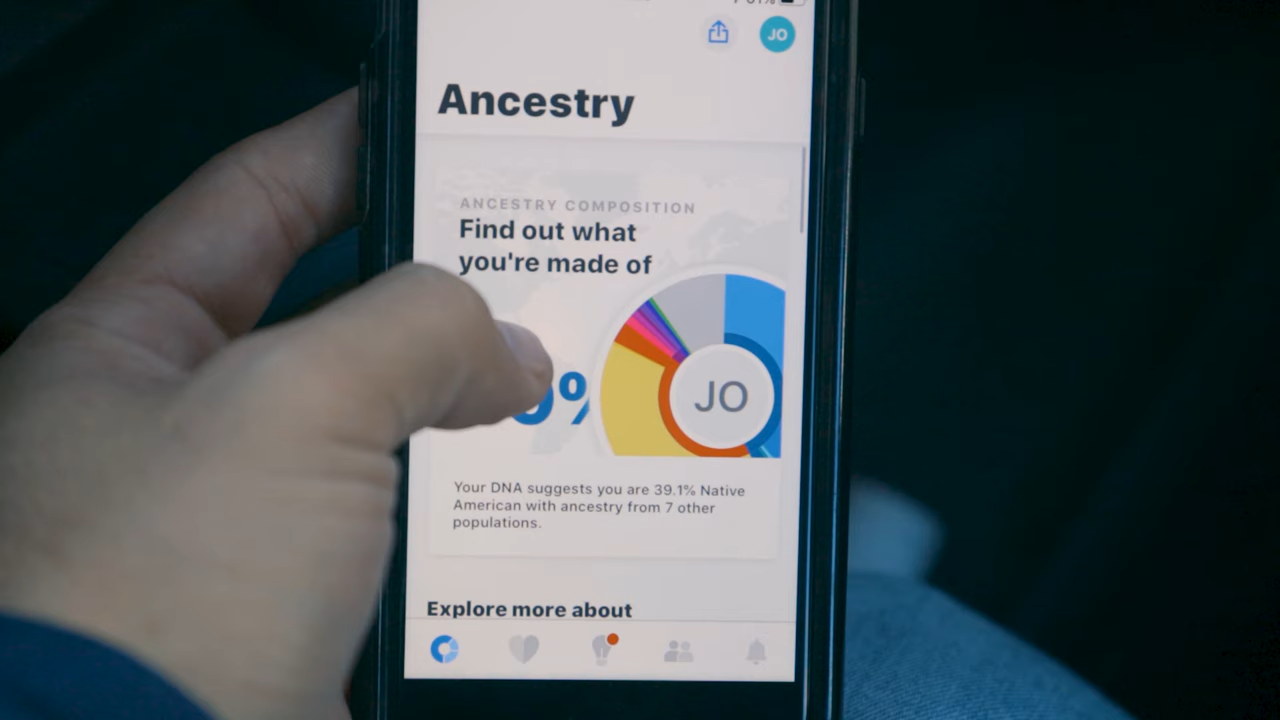 JO
Ancestry
ANCESTRY COMPOSITION
Find out what
you're made of
JO
Your DNA suggests you are 39.1% Native
American with ancestry from 7 other
populations.
Explore more about